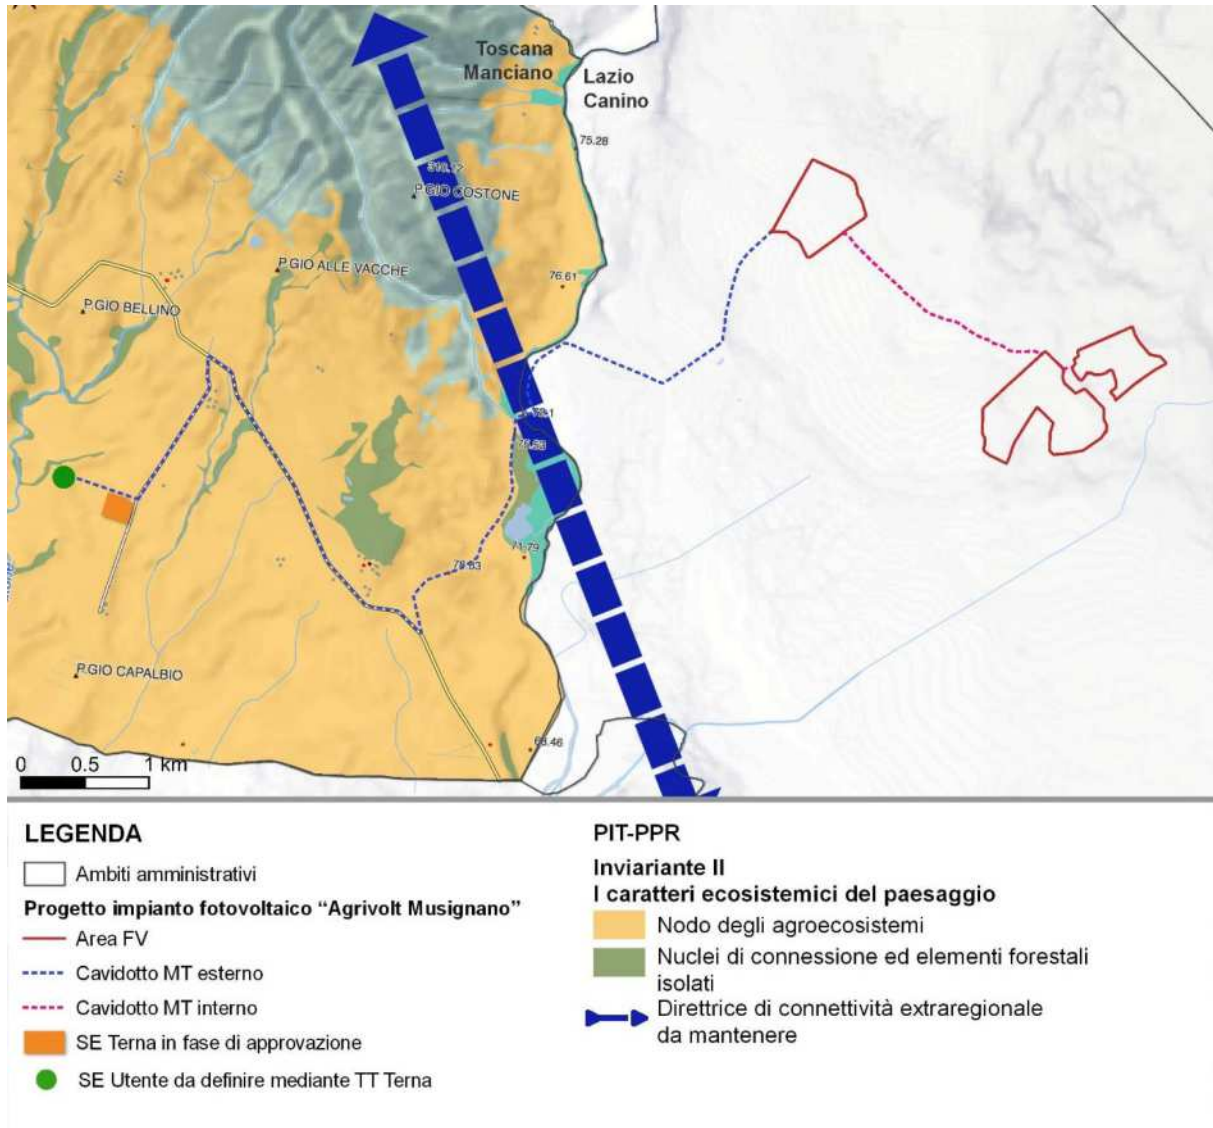 Toscana
Manciano
Lazio
Canino
75.28
310.17
P.GIO COSTONE
P.GIO ALLE VACCHE
76.61
P.GIO BELLINO
76.53
71.79
P.GIO CAPALBIO
0 0.5 1 km
LEGENDA
Ambiti amministrativi
Progetto impianto fotovoltaico “Agrivolt Musignano”
Area FV
Cavidotto MT esterno
Cavidotto MT interno
SE Terna in fase di approvazione
SE Utente da definire mediante TT Terna
PIT-PPR
Inviariante II
I caratteri ecosistemici del paesaggio
Nodo degli agroecosistemi
Nuclei di connessione ed elementi forestali
isolati
Direttrice di connettività extraregionale
da mantenere